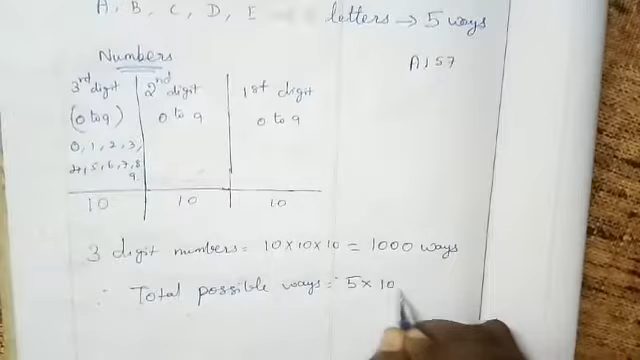 A, B, C, D, E letters → 5 ways
A157
Numbers
3rd digit 2nd digit 1st digit
(0 to 9) 0 to 9 0 to 9
0, 1, 2, 3,
4, 5, 6, 7, 8
9
10 10 10
3 digit numbers = 10 x 10 x 10 = 1000 ways
∴ Total possible ways = 5 x 10